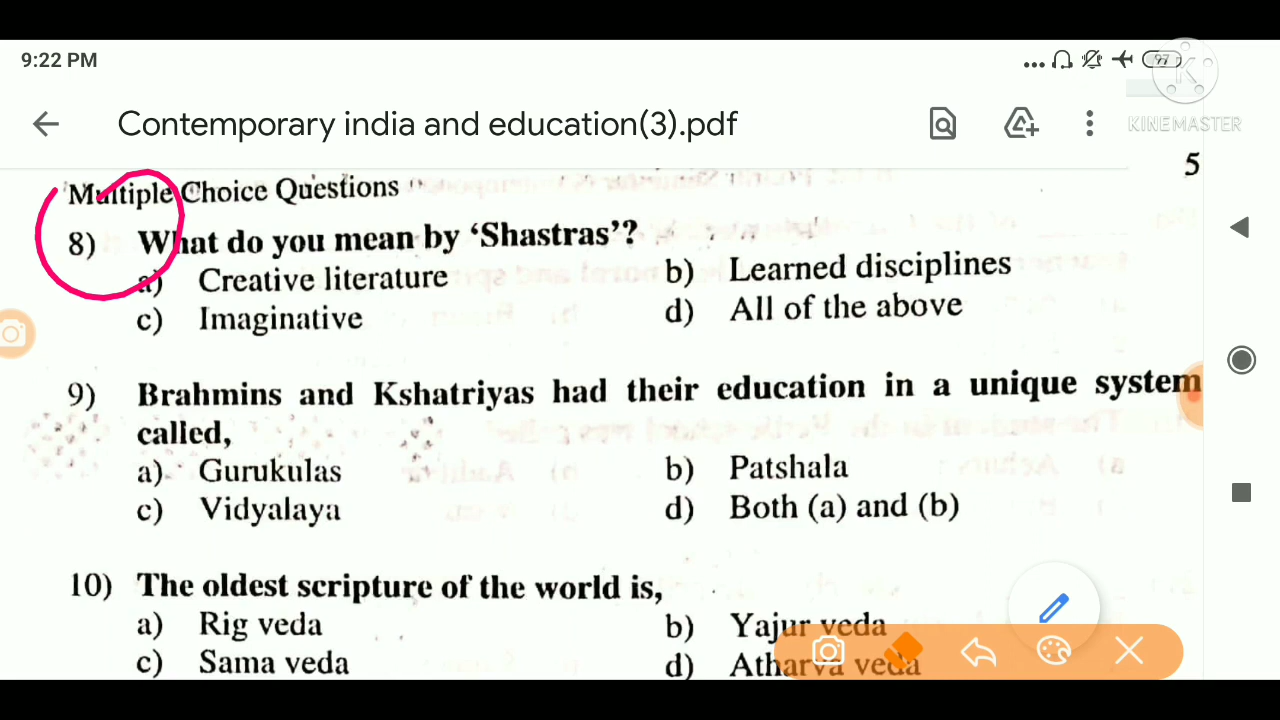 9:22 PM
97
Contemporary india and education(3).pdf
KINEMASTER
5
Multiple Choice Questions
8) What do you mean by ‘Shastras’?
a) Creative literature b) Learned disciplines
c) Imaginative d) All of the above
9) Brahmins and Kshatriyas had their education in a unique system
called,
a) Gurukulas b) Patshala
c) Vidyalaya d) Both (a) and (b)
10) The oldest scripture of the world is,
a) Rig veda b) Yajur veda
c) Sama veda d) Atharva veda